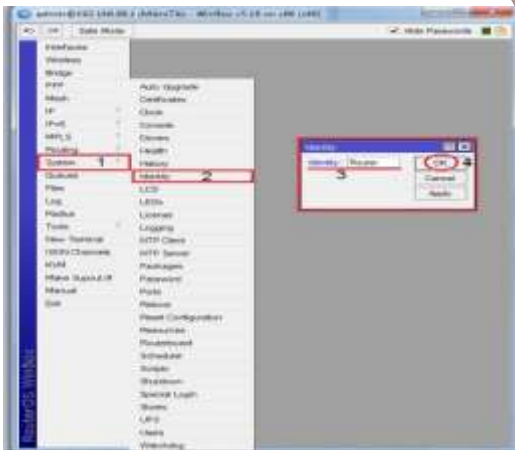 Safe Mode
Hide Passwords
Interfaces
Wireless
Bridge
PPP
Mesh
IP
IPv6
MPLS
Routing
System 1
Queues
Files
Log
Radius
Tools
New Terminal
ISDN Channels
KVM
Make Supout.rif
Manual
Exit
Auto Upgrade
Certificates
Clock
Console
Drivers
Health
History
Identity 2
LCD
LEDs
License
Logging
NTP Client
NTP Server
Packages
Password
Ports
Reboot
Reset Configuration
Resources
Routerboard
Scheduler
Scripts
Shutdown
Special Login
Stores
UPS
Users
Watchdog
Identity
Identity: Router
3
OK 4
Cancel
Apply
RouterOS WinBox